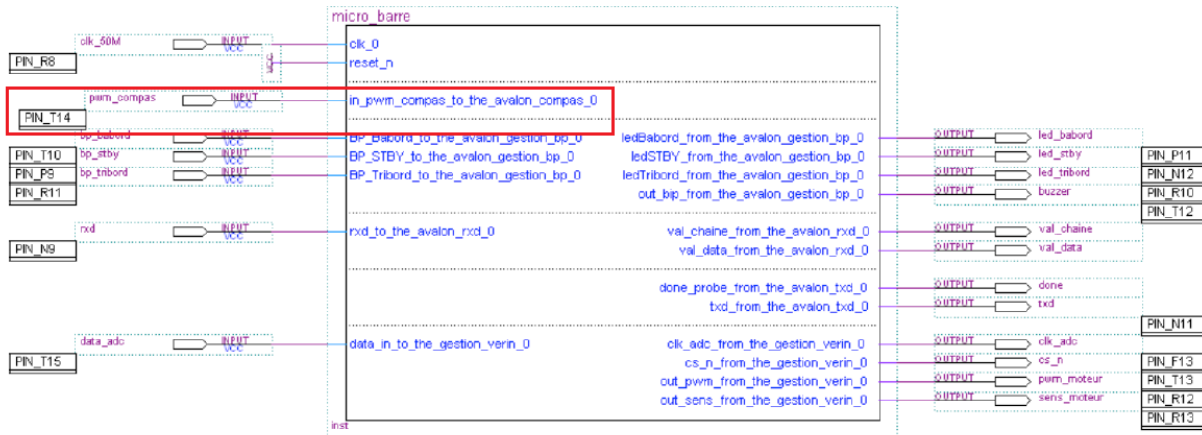 micro_barre
clk_50M INPUT VCC clk_0
PIN_R8 VCC reset_n
pwm_compas INPUT VCC in_pwm_compas_to_the_avalon_compas_0
PIN_T14
bp_babord INPUT VCC BP_Babord_to_the_avalon_gestion_bp_0 ledBabord_from_the_avalon_gestion_bp_0 OUTPUT led_babord
PIN_T10 bp_stby INPUT VCC BP_STBY_to_the_avalon_gestion_bp_0 ledSTBY_from_the_avalon_gestion_bp_0 OUTPUT led_stby PIN_P11
PIN_P9 bp_tribord INPUT VCC BP_Tribord_to_the_avalon_gestion_bp_0 ledTribord_from_the_avalon_gestion_bp_0 OUTPUT led_tribord PIN_N12
PIN_R11 out_bip_from_the_avalon_gestion_bp_0 OUTPUT buzzer PIN_R10
PIN_T12
rxd INPUT VCC rxd_to_the_avalon_rxd_0 val_chaine_from_the_avalon_rxd_0 OUTPUT val_chaine
PIN_N9 val_data_from_the_avalon_rxd_0 OUTPUT val_data
done_probe_from_the_avalon_txd_0 OUTPUT done
txd_from_the_avalon_txd_0 OUTPUT txd
PIN_N11
data_adc INPUT VCC data_in_to_the_gestion_verin_0 clk_adc_from_the_gestion_verin_0 OUTPUT clk_adc
PIN_T15 cs_n_from_the_gestion_verin_0 OUTPUT cs_n PIN_F13
out_pwm_from_the_gestion_verin_0 OUTPUT pwm_moteur PIN_T13
out_sens_from_the_gestion_verin_0 OUTPUT sens_moteur PIN_R12
PIN_R13
inst